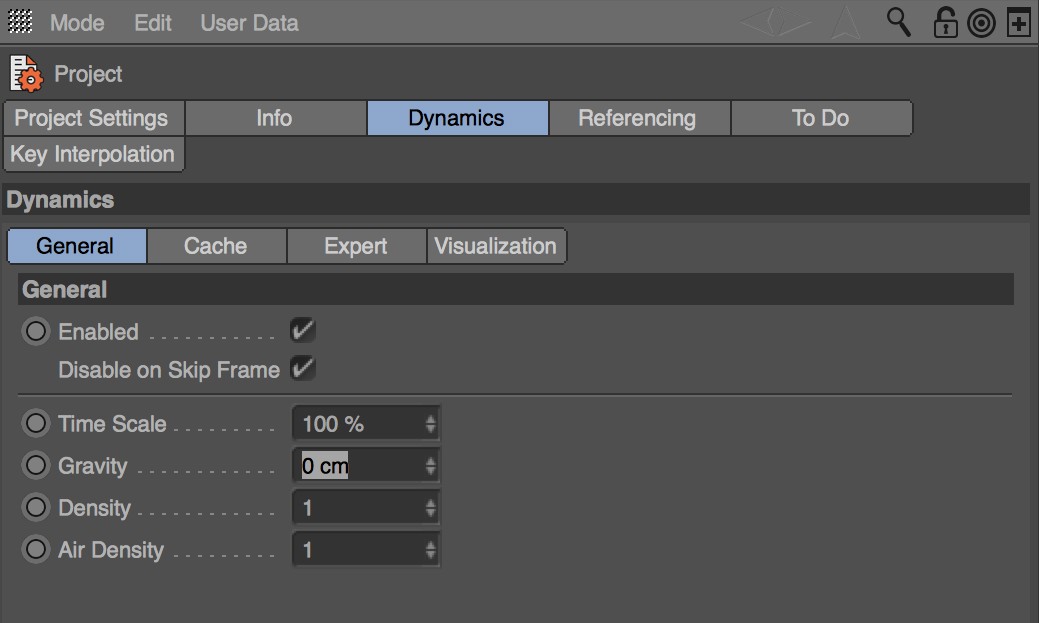 Mode Edit User Data
Project
Project Settings Info Dynamics Referencing To Do
Key Interpolation
Dynamics
General Cache Expert Visualization
General
Enabled . . . . . . . . . . .
Disable on Skip Frame
Time Scale . . . . . . . . . 100 %
Gravity . . . . . . . . . . . . 0 cm
Density . . . . . . . . . . . . 1
Air Density . . . . . . . . . 1